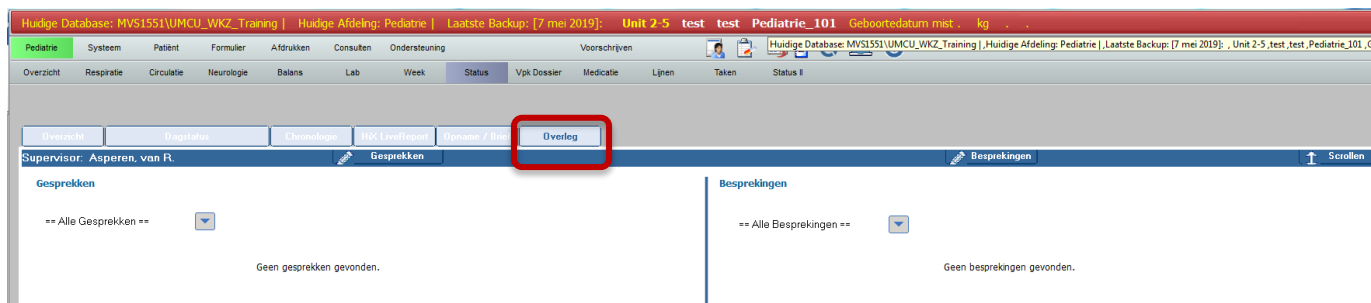 Huidige Database: MVS1551\UMCU_WKZ_Training | Huidige Afdeling: Pediatrie | Laatste Backup: [7 mei 2019]: Unit 2-5 test test Pediatrie_101 Geboortedatum mist . kg . .
Pediatrie Systeem Patiënt Formulier Afdrukken Consulten Ondersteuning Voorschrijven
Huidige Database: MVS1551\UMCU_WKZ_Training | ,Huidige Afdeling: Pediatrie | ,Laatste Backup: [7 mei 2019]: , Unit 2-5 ,test ,test ,Pediatrie_101 ,G
Overzicht Respiratie Circulatie Neurologie Balans Lab Week Status Vpk Dossier Medicatie Lijnen Taken Status II
Overzicht Dagstatus Chronologie HiX LiveReport Opname / Brie Overleg
Supervisor: Asperen, van R. Gesprekken Besprekingen Scrollen
Gesprekken Besprekingen
== Alle Gesprekken == == Alle Besprekingen ==
Geen gesprekken gevonden. Geen besprekingen gevonden.